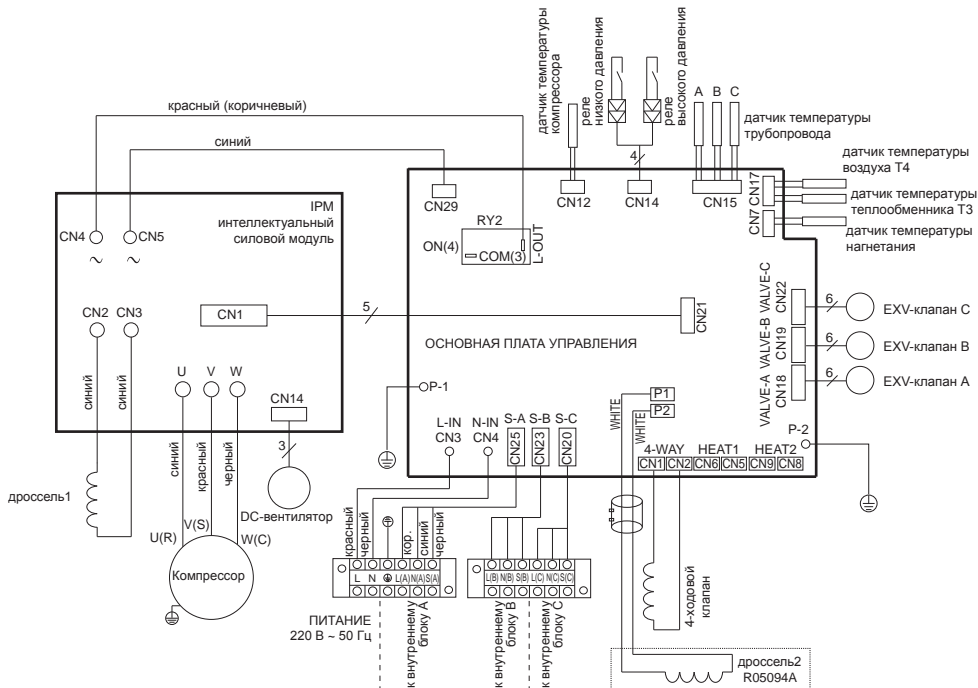 датчик температуры
компрессора
реле
низкого давления
реле
высокого давления
A B C
датчик температуры
трубопровода
датчик температуры
воздуха T4
датчик температуры
теплообменника T3
датчик температуры
нагнетания
красный (коричневый)
синий
4
CN29
CN12
CN14
CN15
CN17
CN7
IPM
интеллектуальный
силовой модуль
CN4
CN5
~
~
RY2
ON(4)
COM(3)
L-OUT
CN2
CN3
CN1
5
CN21
ОСНОВНАЯ ПЛАТА УПРАВЛЕНИЯ
VALVE-C
CN22
6
EXV-клапан C
VALVE-B
CN19
6
EXV-клапан B
VALVE-A
CN18
6
EXV-клапан A
синий
синий
U
V
W
CN14
3
P-1
P1
P2
WHITE
WHITE
P-2
L-IN
CN3
N-IN
CN4
S-A
CN25
S-B
CN23
S-C
CN20
4-WAY HEAT1 HEAT2
CN1 CN2 CN6 CN5 CN9 CN8
дроссель1
синий
красный
черный
DC-вентилятор
U(R)
V(S)
W(C)
Компрессор
красный
черный
кор.
синий
черный
L N L(A) N(A) S(A)
L(B) N(B) S(B) L(C) N(C) S(C)
ПИТАНИЕ
220 В ~ 50 Гц
к внутреннему
блоку A
к внутреннему
блоку B
к внутреннему
блоку C
4-ходовой
клапан
дроссель2
R05094A